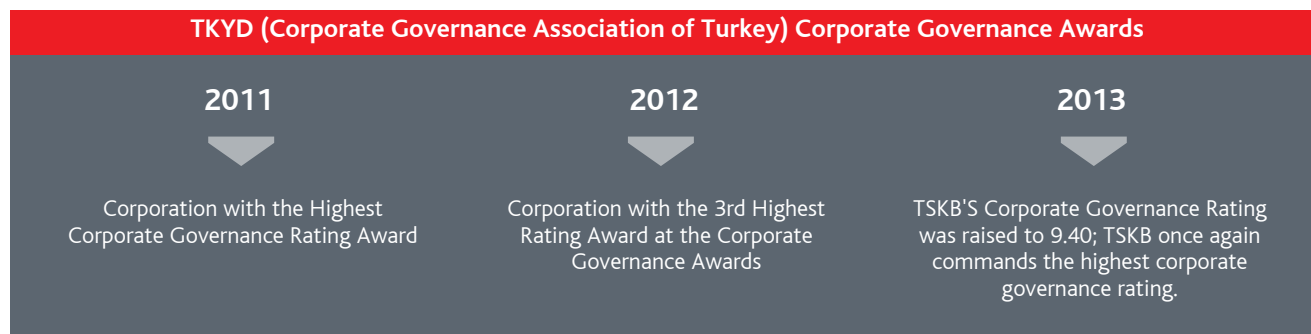 TKYD (Corporate Governance Association of Turkey) Corporate Governance Awards
2011
Corporation with the Highest
Corporate Governance Rating Award
2012
Corporation with the 3rd Highest
Rating Award at the Corporate
Governance Awards
2013
TSKB'S Corporate Governance Rating
was raised to 9.40; TSKB once again
commands the highest corporate
governance rating.